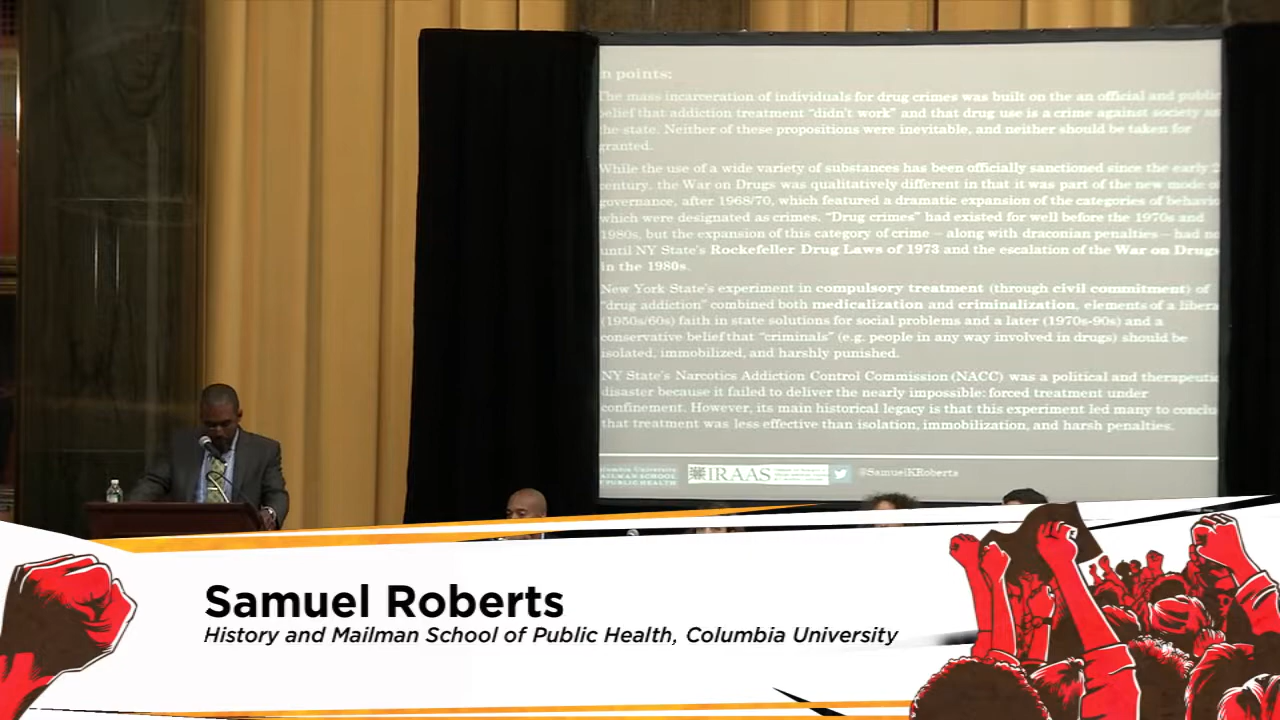 n points:
The mass incarceration of individuals for drug crimes was built on the an official and public
belief that addiction treatment "didn't work" and that drug use is a crime against society an
the state. Neither of these propositions were inevitable, and neither should be taken for
granted.
While the use of a wide variety of substances has been officially sanctioned since the early 2
century, the War on Drugs was qualitatively different in that it was part of the new mode o
governance, after 1968/70, which featured a dramatic expansion of the categories of behavio
which were designated as crimes. "Drug crimes" had existed for well before the 1970s and
1980s, but the expansion of this category of crime – along with draconian penalties – had no
until NY State's Rockefeller Drug Laws of 1973 and the escalation of the War on Drugs
in the 1980s.
New York State's experiment in compulsory treatment (through civil commitment) of
"drug addiction" combined both medicalization and criminalization, elements of a libera
(1950s/60s) faith in state solutions for social problems and a later (1970s-90s) and a
conservative belief that "criminals" (e.g. people in any way involved in drugs) should be
isolated, immobilized, and harshly punished.
NY State's Narcotics Addiction Control Commission (NACC) was a political and therapeutic
disaster because it failed to deliver the nearly impossible: forced treatment under
confinement. However, its main historical legacy is that this experiment led many to conclu
that treatment was less effective than isolation, immobilization, and harsh penalties.
olumbia University
AILMAN SCHOOL
F PUBLIC HEALTH
IRAAS
@SamuelKRoberts
Samuel Roberts
History and Mailman School of Public Health, Columbia University